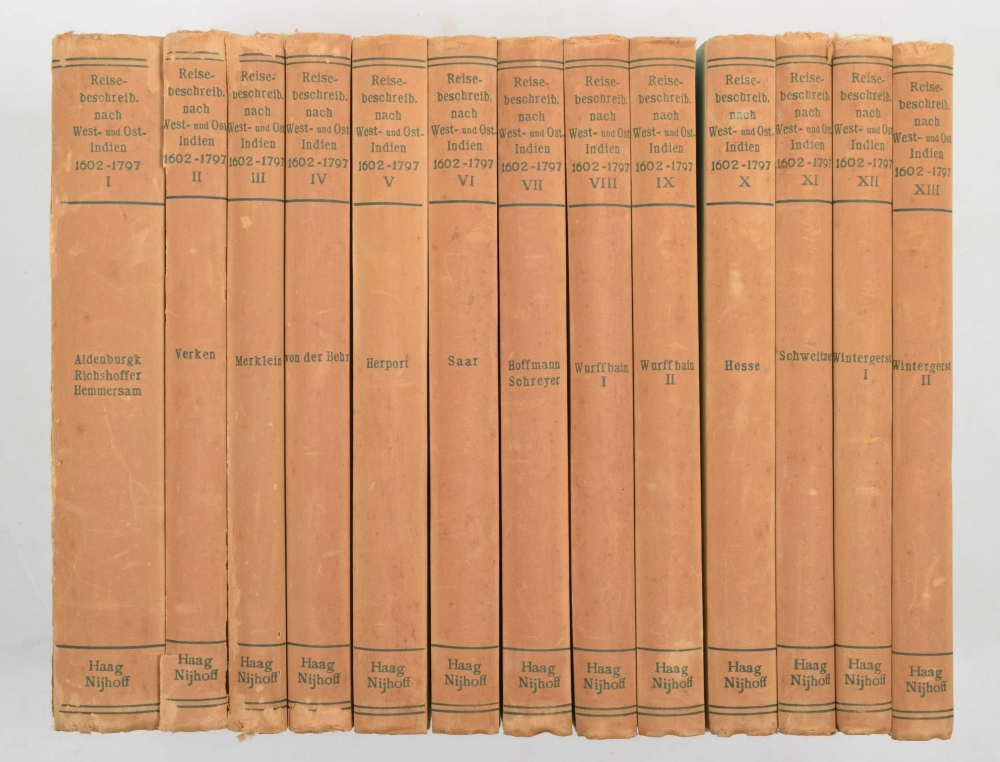 Reise-
beschreib.
nach
West- und Ost-
Indien
1602-1797
I
Aldenburgk
Richshoffer
Hemmersam
Haag
Nijhoff
Reise-
beschreib.
nach
West- und Ost
Indien
1602-1797
II
Verken
Haag
Nijhoff
Reise-
beschreib.
nach
West- und Ost
Indien
1602-1797
III
Merklein
Haag
Nijhoff
Reise-
beschreib.
nach
West- und Ost
Indien
1602-1797
IV
von der Behr
Haag
Nijhoff
Reise-
beschreib.
nach
West- und Ost-
Indien
1602-1797
V
Herport
Haag
Nijhoff
Reise-
beschreib.
nach
West- und Ost-
Indien
1602-1797
VI
Saar
Haag
Nijhoff
Reise-
beschreib.
nach
West- und Ost-
Indien
1602-1797
VII
Hoffmann
Schreyer
Haag
Nijhoff
Reise-
beschreib.
nach
West- und Ost
Indien
1602-1797
VIII
Wurffbain
I
Haag
Nijhoff
Reise-
beschreib.
nach
West- und Ost-
Indien
1602-1797
IX
Wurffbain
II
Haag
Nijhoff
Reise-
beschreib.
nach
West- und Ost-
Indien
1602-1797
X
Hesse
Haag
Nijhoff
Reise-
beschreib.
nach
West- und Ost
Indien
1602-1797
XI
Schweitze
Haag
Nijhoff
Reise-
beschreib.
nach
West- und Ost
Indien
1602-1797
XII
Wintergerst
I
Haag
Nijhoff
Reise-
beschreib.
nach
West- und Ost-
Indien
1602-1797
XIII
Wintergerst
II
Haag
Nijhoff